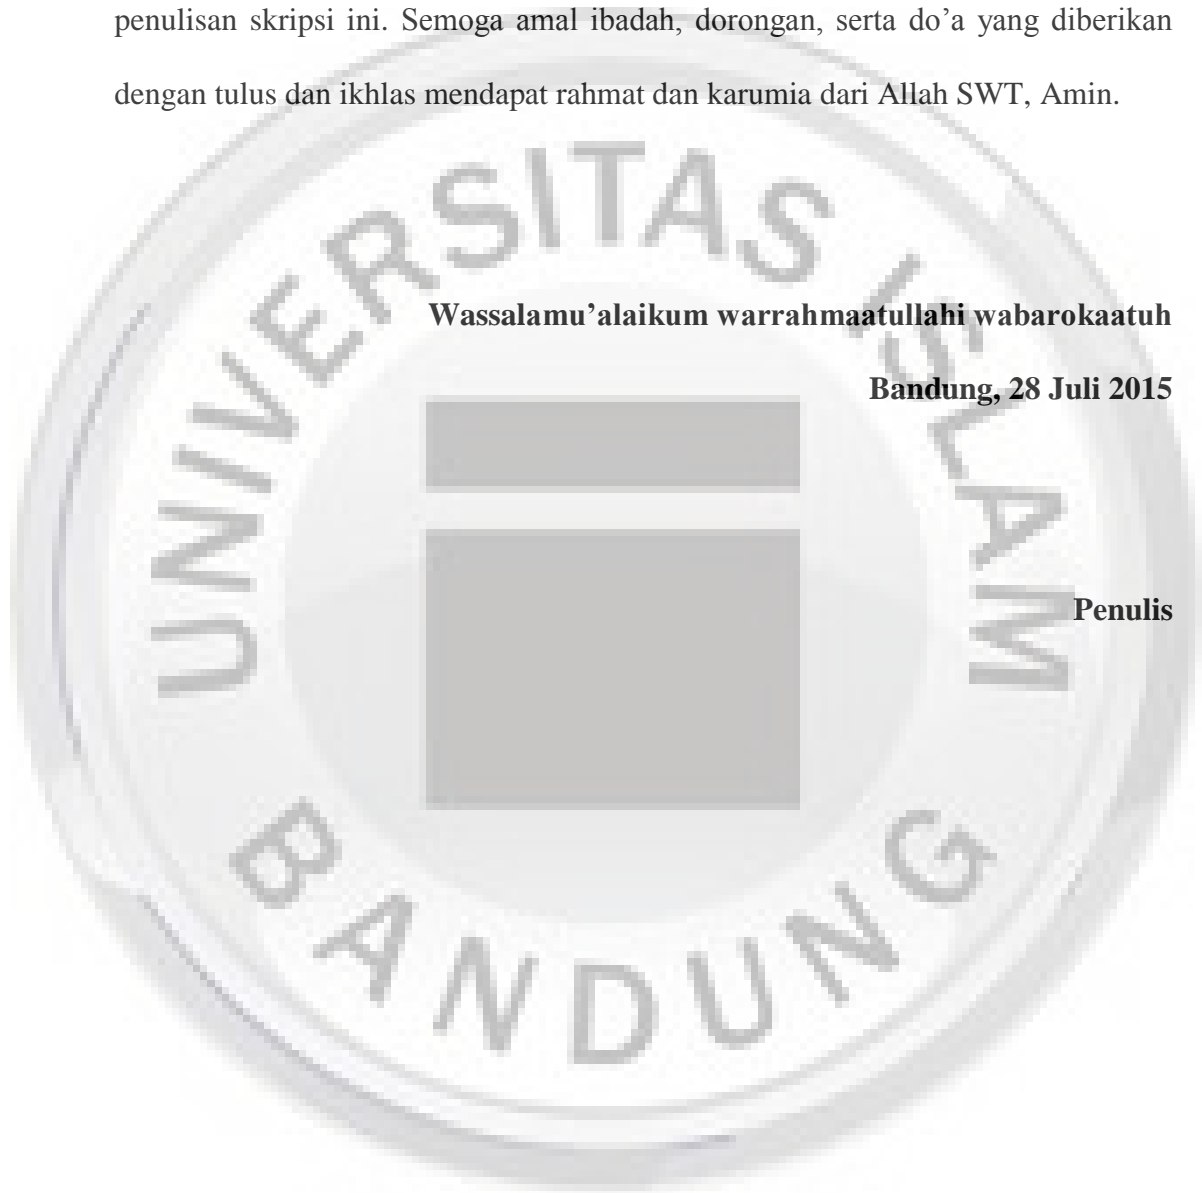 penulisan skripsi ini. Semoga amal ibadah, dorongan, serta do’a yang diberikan
dengan tulus dan ikhlas mendapat rahmat dan karumia dari Allah SWT, Amin.
Wassalamu’alaikum warrahmaatullahi wabarokaatuh
Bandung, 28 Juli 2015
Penulis
UNIVERSITAS ISLAM
BANDUNG